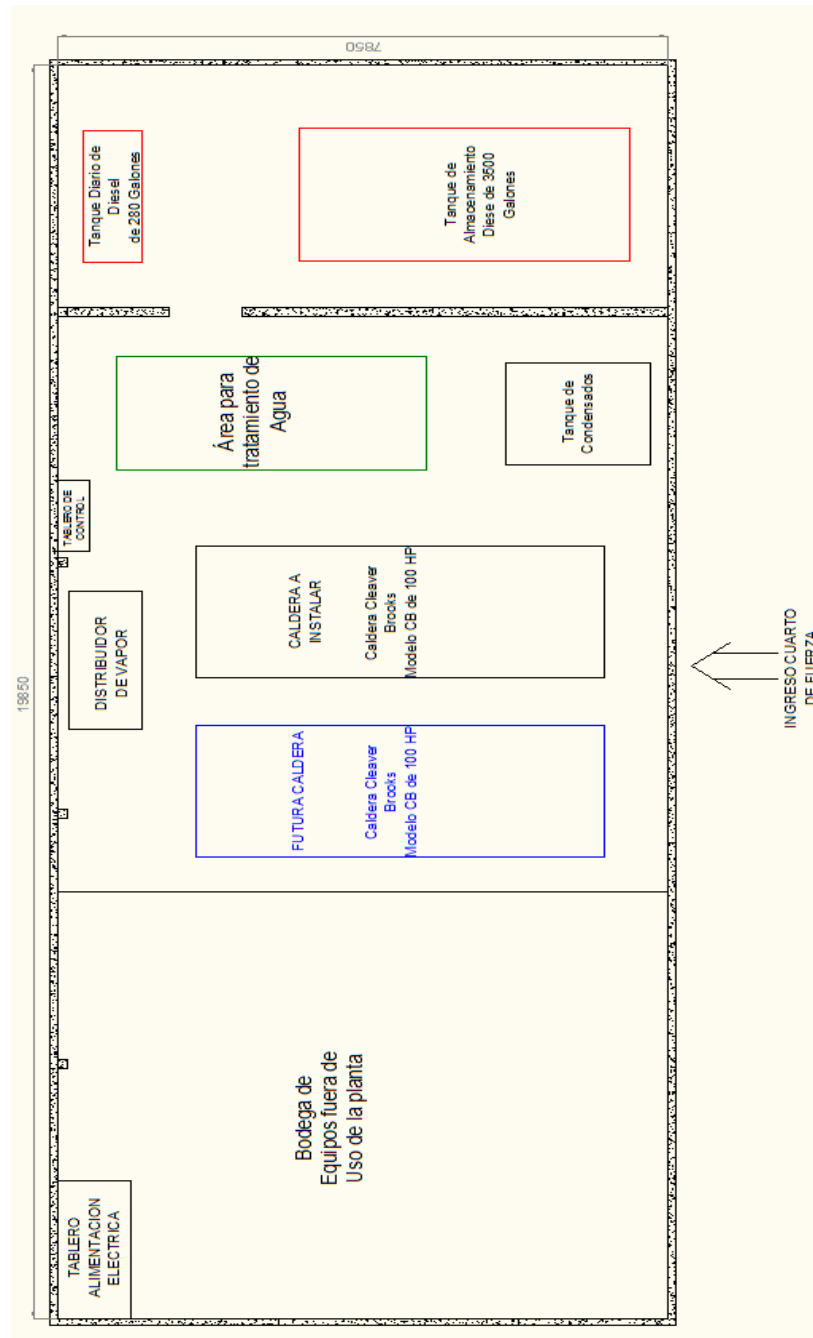 7850
19850
Tanque Diario de
Diesel
de 280 Galones
Tanque de
Almacenamiento
Diese de 3500
Galones
Área para
tratamiento de
Agua
Tanque de
Condensados
TABLERO DE
CONTROL
DISTRIBUIDOR
DE VAPOR
CALDERA A
INSTALAR
Caldera Cleaver
Brooks
Modelo CB de 100 HP
FUTURA CALDERA
Caldera Cleaver
Brooks
Modelo CB de 100 HP
INGRESO CUARTO
DE FUERZA
Bodega de
Equipos fuera de
Uso de la planta
TABLERO
ALIMENTACION
ELECTRICA